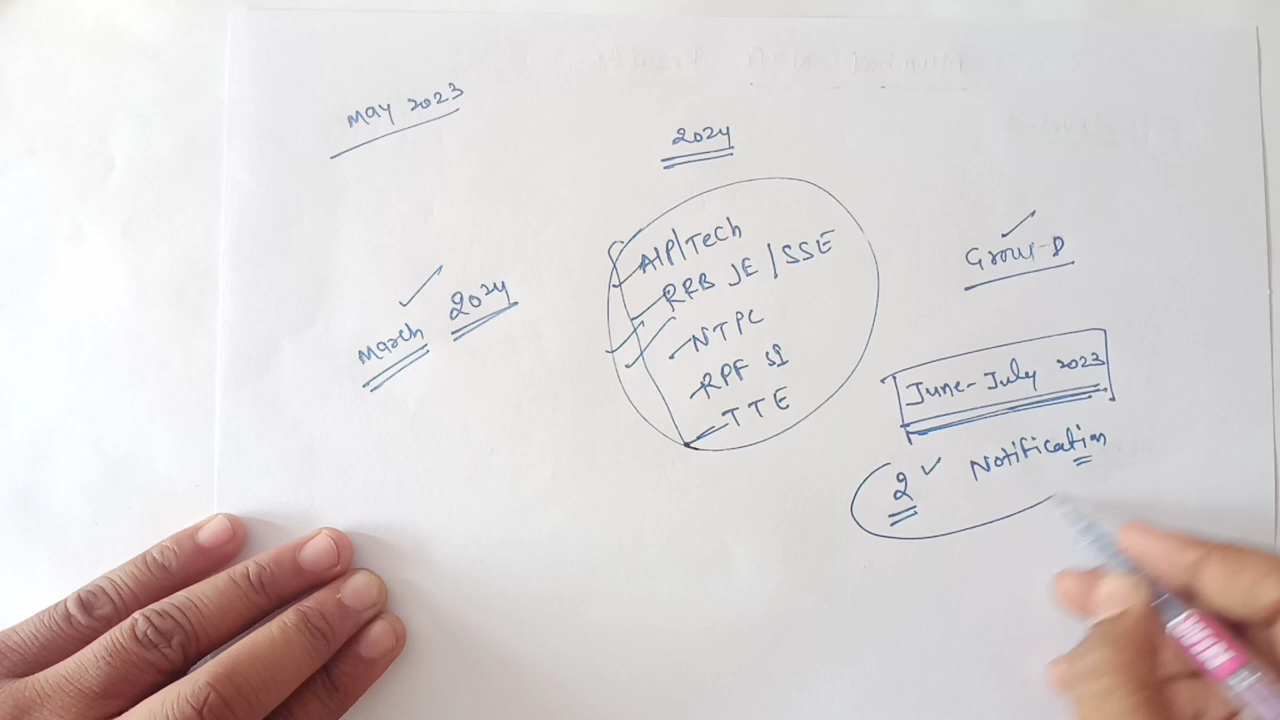 May 2023
2024
March 2024
AlP/Tech
RRB JE/SSE
NTPC
RPF SI
TTE
Group-D
June-July 2023
2 Notification